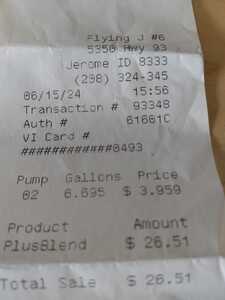 Flying J #6
5350 Hwy 93
Jerome ID 8333
(208) 324-345
06/15/24 15:56
Transaction # 93348
Auth # 61601C
VI Card #
############0493
Pump Gallons Price
02 6.695 $ 3.959
Product Amount
PlusBlend $ 26.51
Total Sale $ 26.51